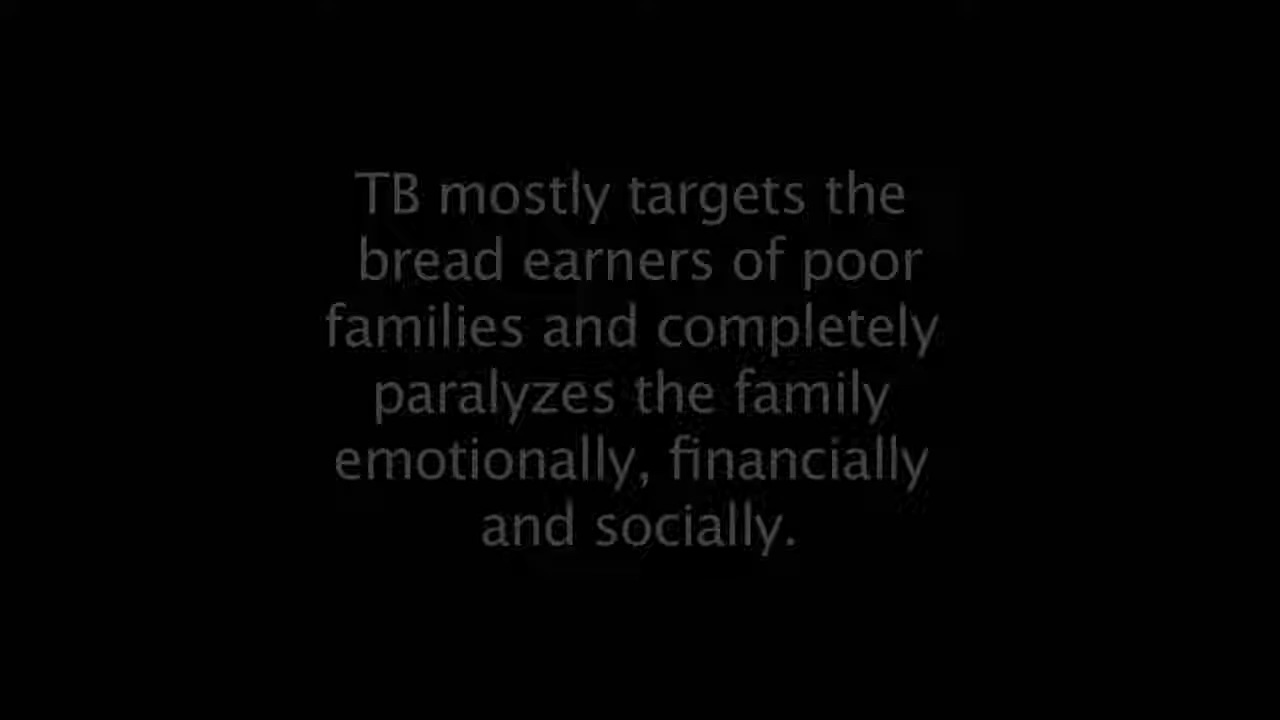 TB mostly targets the
bread earners of poor
families and completely
paralyzes the family
emotionally, financially
and socially.